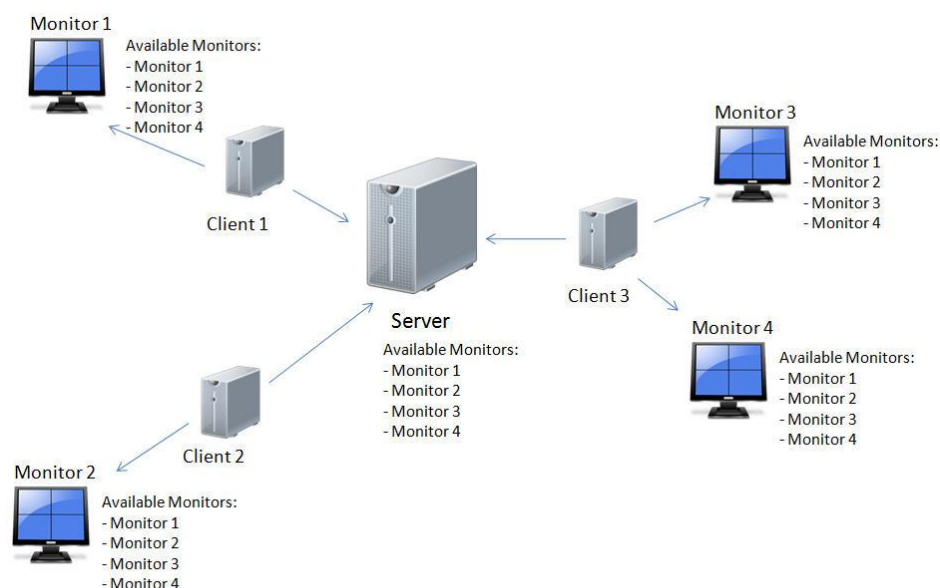 Monitor 1
Available Monitors:
- Monitor 1
- Monitor 2
- Monitor 3
- Monitor 4
Client 1
Monitor 3
Available Monitors:
- Monitor 1
- Monitor 2
- Monitor 3
- Monitor 4
Client 3
Server
Available Monitors:
- Monitor 1
- Monitor 2
- Monitor 3
- Monitor 4
Monitor 4
Available Monitors:
- Monitor 1
- Monitor 2
- Monitor 3
- Monitor 4
Client 2
Monitor 2
Available Monitors:
- Monitor 1
- Monitor 2
- Monitor 3
- Monitor 4